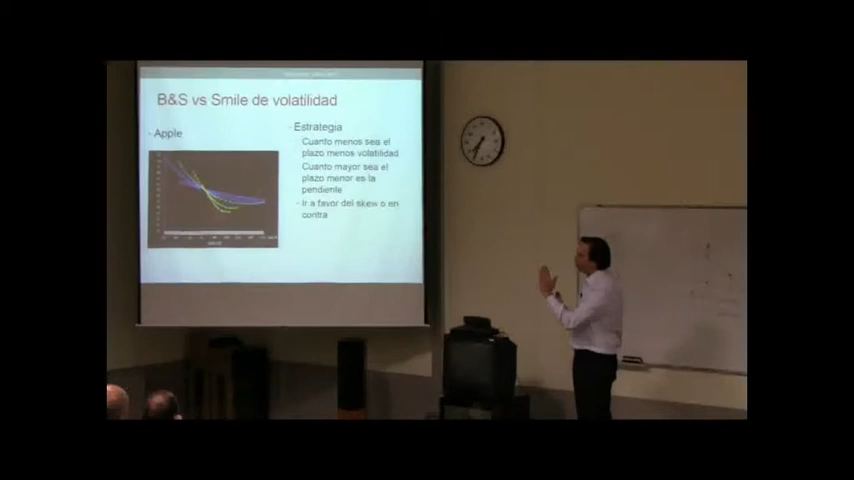 B&S vs Smile de volatilidad
- Apple
- Estrategia
Cuanto menos sea el
plazo menos volatilidad
Cuanto mayor sea el
plazo menor es la
pendiente
- Ir a favor del skew o en
contra